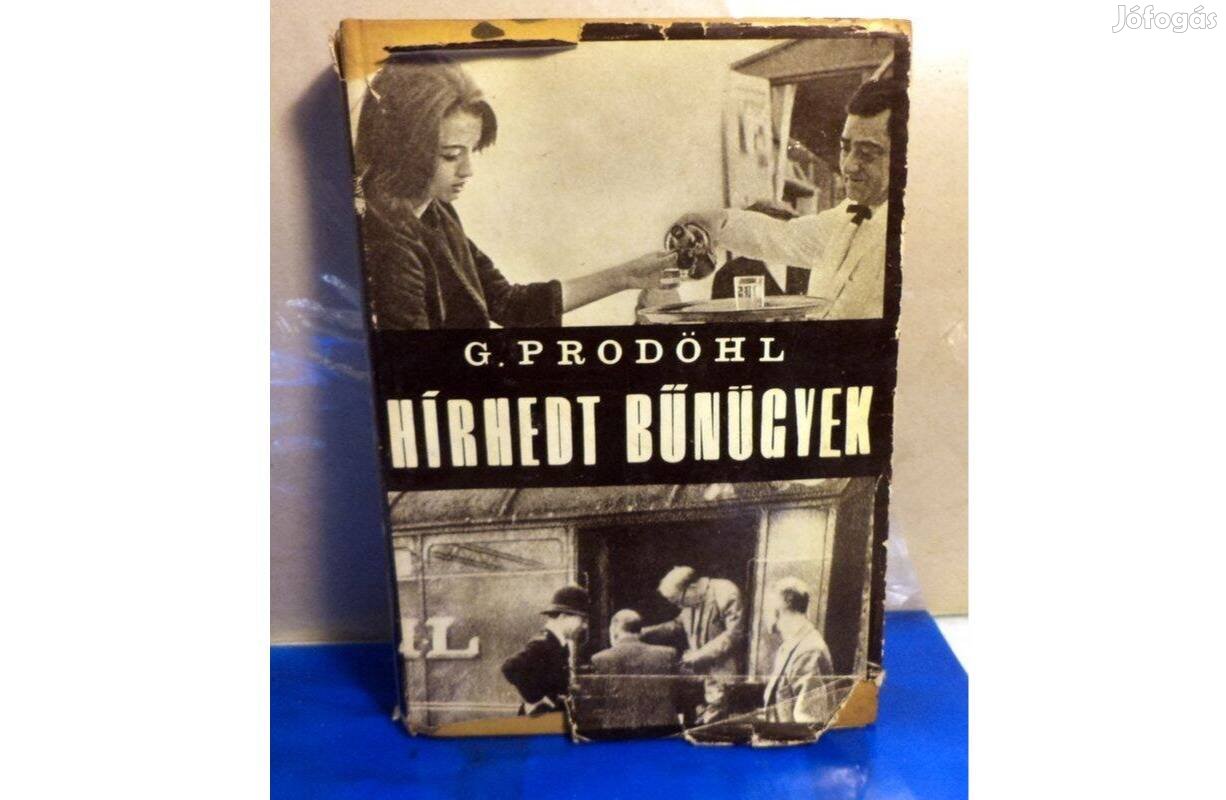 Jófogás
G. PRODÖHL
HÍRHEDT BŰNÜGYEK